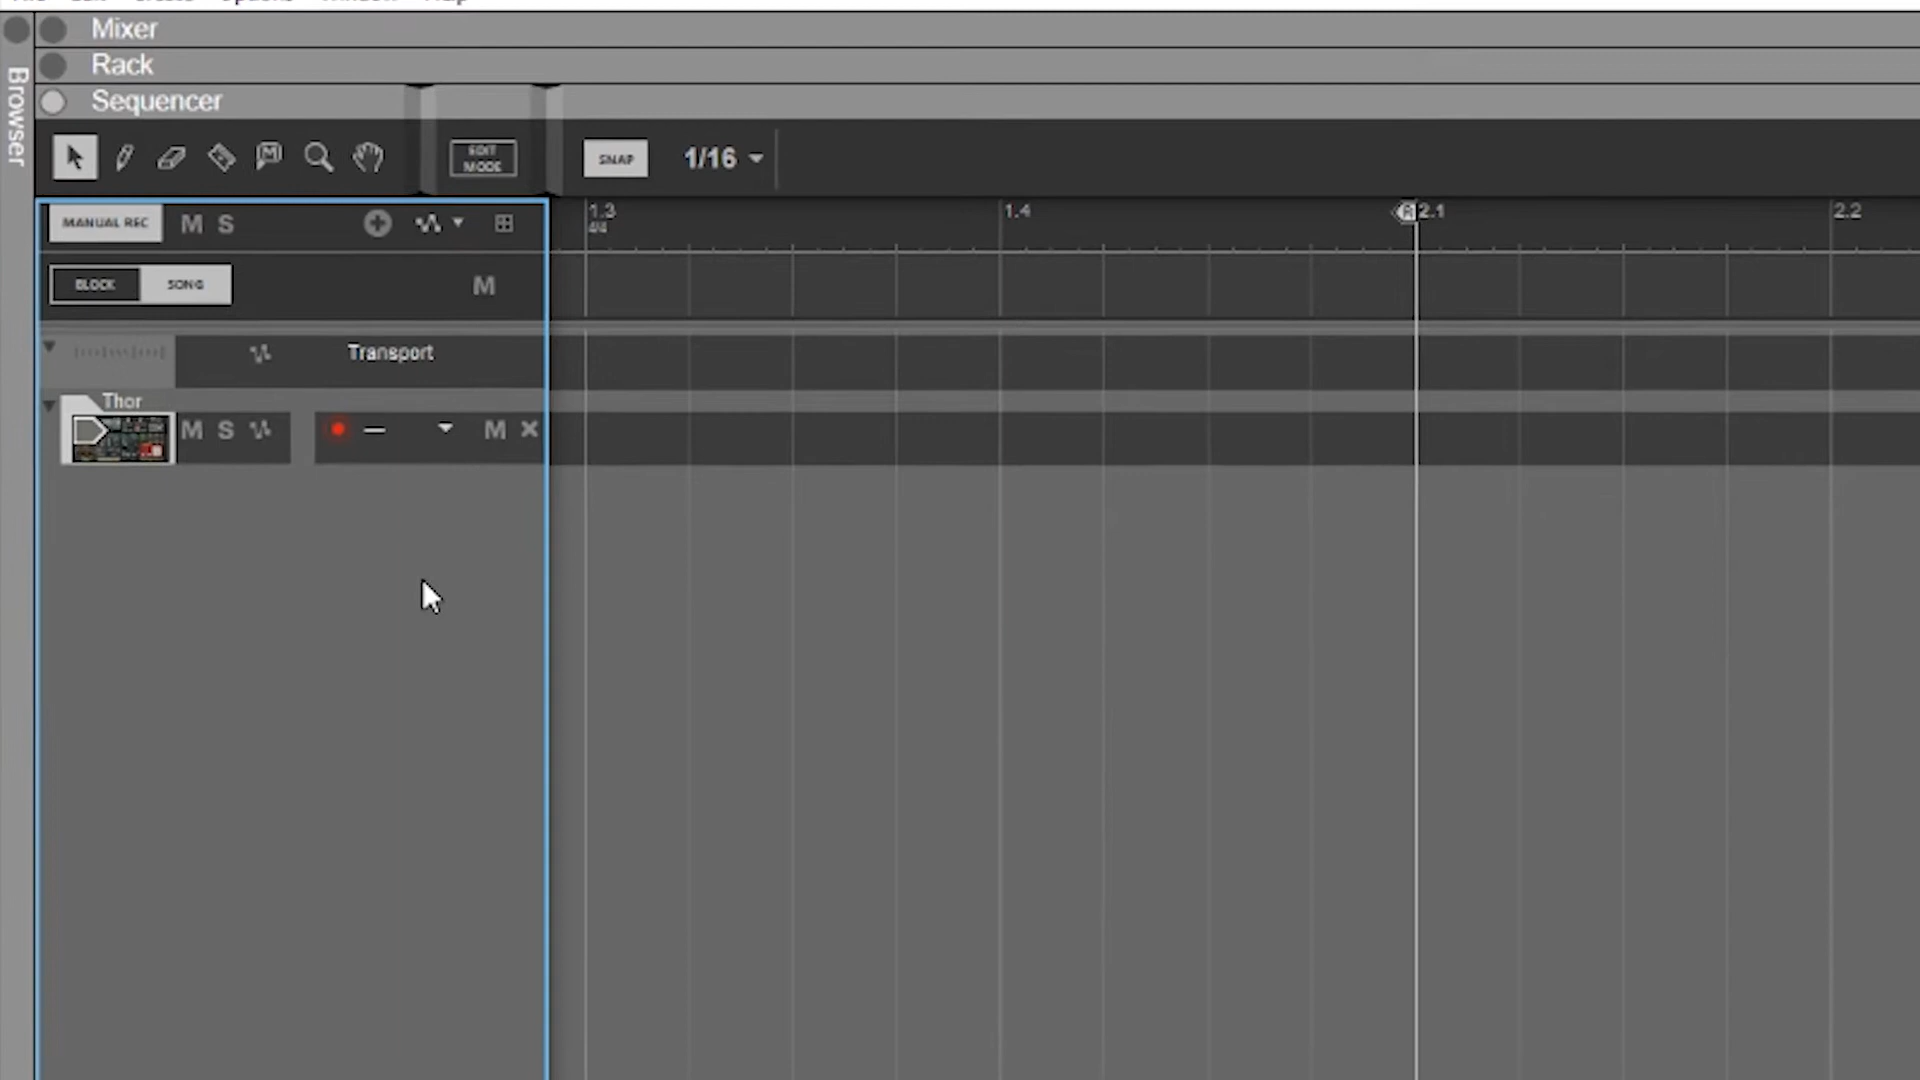 Mixer
Rack
Sequencer
Browser
EDIT
MODE
SNAP
1/16
MANUAL REC
M S
1.3
4/4
1.4
R
2.1
2.2
BLOCK
SONG
M
Transport
Thor
M S
M